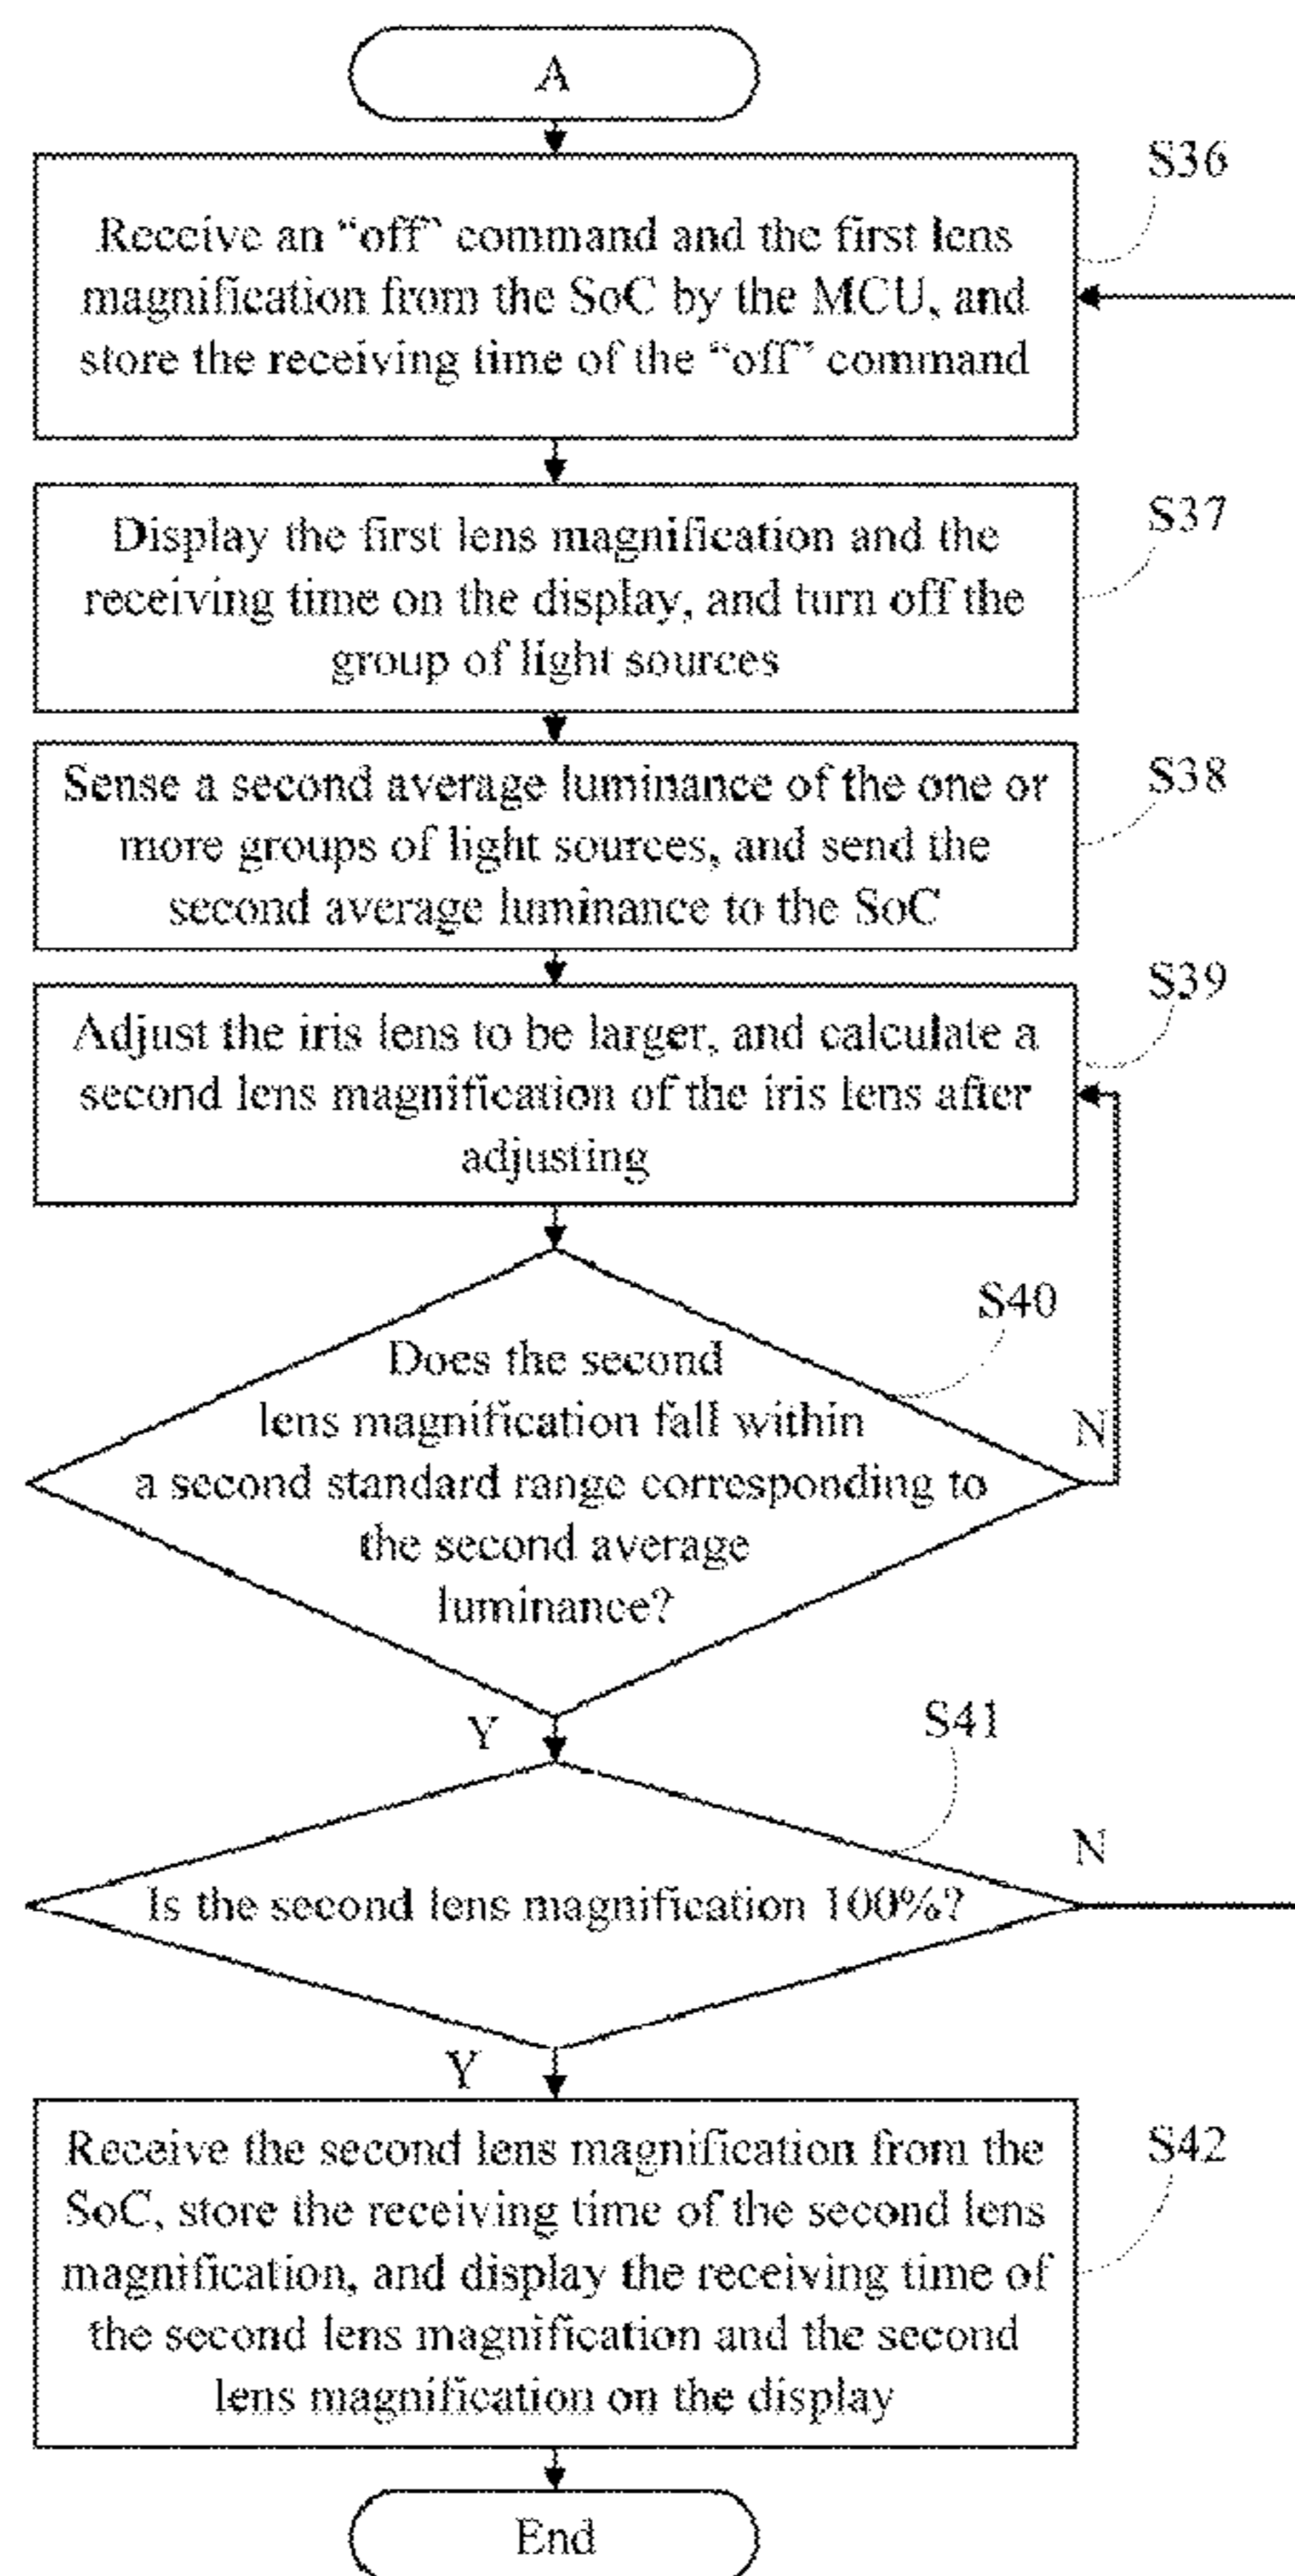 A
S36
Receive an “off” command and the first lens
magnification from the SoC by the MCU, and
store the receiving time of the “off” command
S37
Display the first lens magnification and the
receiving time on the display, and turn off the
group of light sources
S38
Sense a second average luminance of the one or
more groups of light sources, and send the
second average luminance to the SoC
S39
Adjust the iris lens to be larger, and calculate a
second lens magnification of the iris lens after
adjusting
S40
Does the second
lens magnification fall within
a second standard range corresponding to
the second average
luminance?
N
Y
S41
Is the second lens magnification 100%?
N
Y
S42
Receive the second lens magnification from the
SoC, store the receiving time of the second lens
magnification, and display the receiving time of
the second lens magnification and the second
lens magnification on the display
End